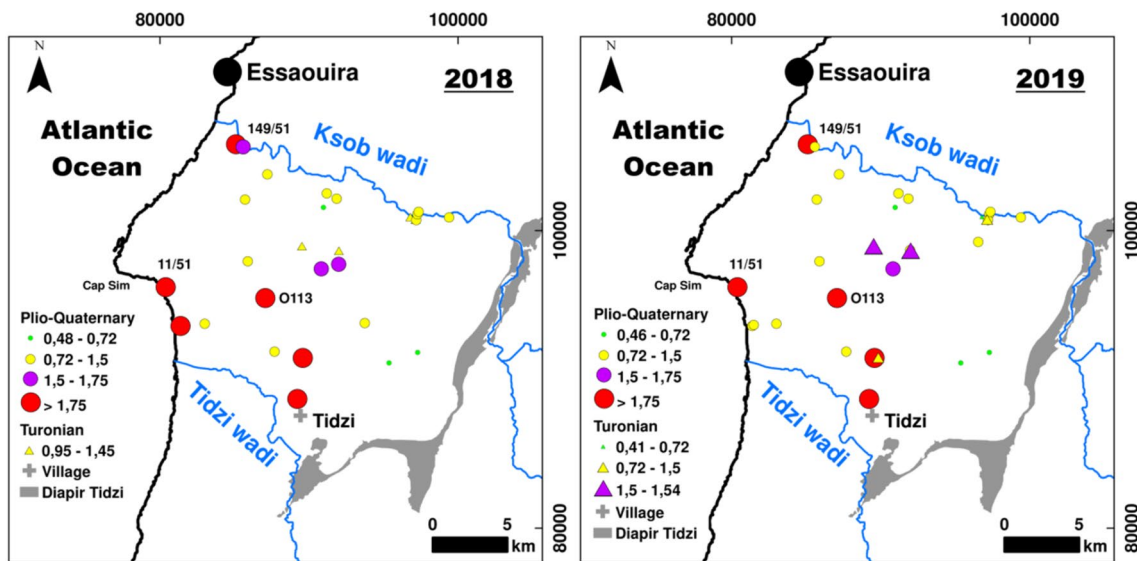 80000
100000
N
Essaouira
2018
149/51
Atlantic
Ocean
Ksob wadi
100000
11/51
Cap Sim
O113
Plio-Quaternary
0,48 - 0,72
0,72 - 1,5
1,5 - 1,75
> 1,75
Turonian
0,95 - 1,45
Village
Diapir Tidzi
Tidzi
Tidzi wadi
80000
0
5
km
80000
100000
N
Essaouira
2019
149/51
Atlantic
Ocean
Ksob wadi
100000
11/51
Cap Sim
O113
Plio-Quaternary
0,48 - 0,72
0,72 - 1,5
1,5 - 1,75
> 1,75
Turonian
0,41 - 0,72
0,72 - 1,5
1,5 - 1,54
Village
Diapir Tidzi
Tidzi
Tidzi wadi
80000
0
5
km